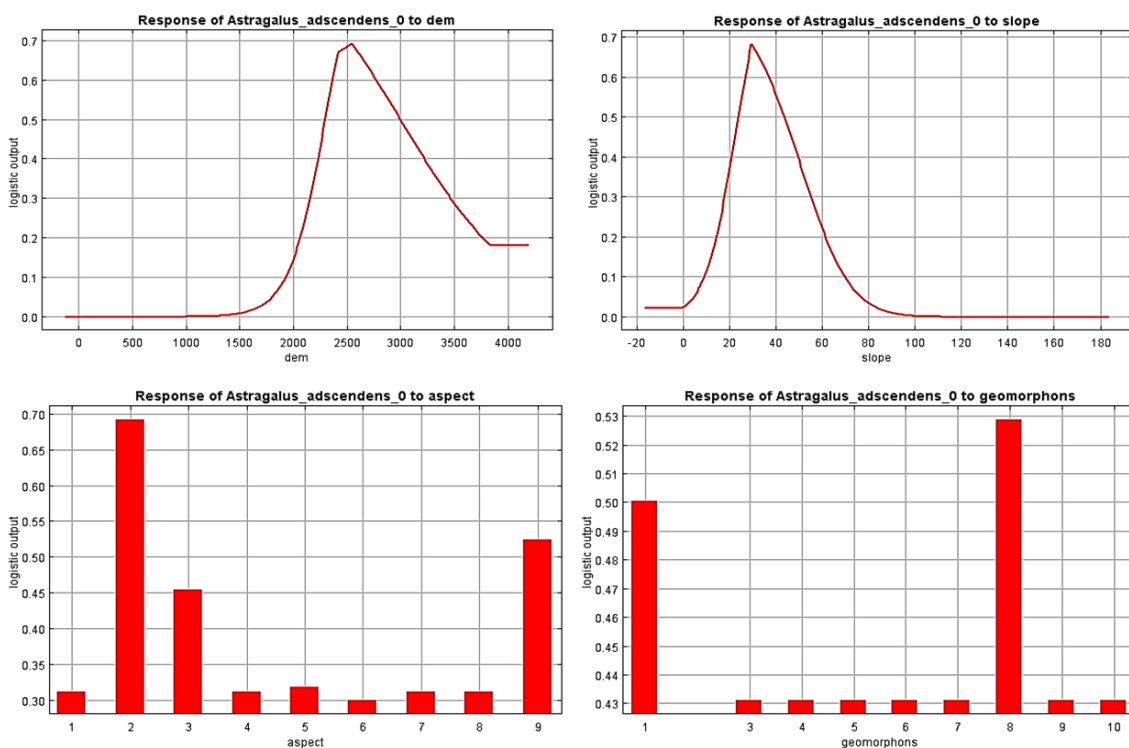 Response of Astragalus_adscendens_0 to dem
0.7
0.6
0.5
0.4
0.3
0.2
0.1
0.0
logistic output
0 500 1000 1500 2000 2500 3000 3500 4000
dem
Response of Astragalus_adscendens_0 to slope
0.7
0.6
0.5
0.4
0.3
0.2
0.1
0.0
logistic output
-20 0 20 40 60 80 100 120 140 160 180
slope
Response of Astragalus_adscendens_0 to aspect
0.70
0.65
0.60
0.55
0.50
0.45
0.40
0.35
0.30
logistic output
1 2 3 4 5 6 7 8 9
aspect
Response of Astragalus_adscendens_0 to geomorphons
0.53
0.52
0.51
0.50
0.49
0.48
0.47
0.46
0.45
0.44
0.43
logistic output
1 3 4 5 6 7 8 9 10
geomorphons